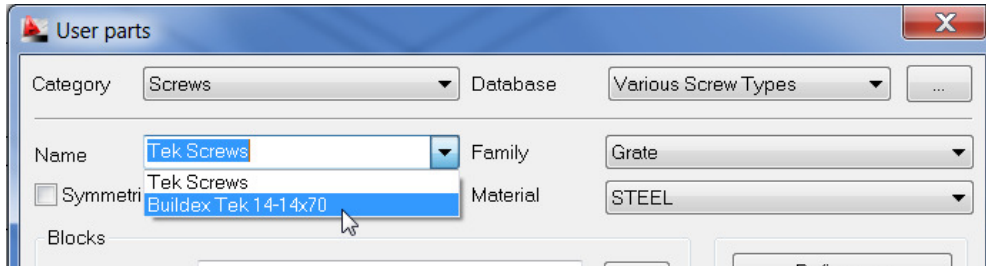 User parts
Category Screws Database Various Screw Types ...
Name Tek Screws Family Grate
Tek Screws
Symmetri Buildex Tek 14-14x70 Material STEEL
Blocks